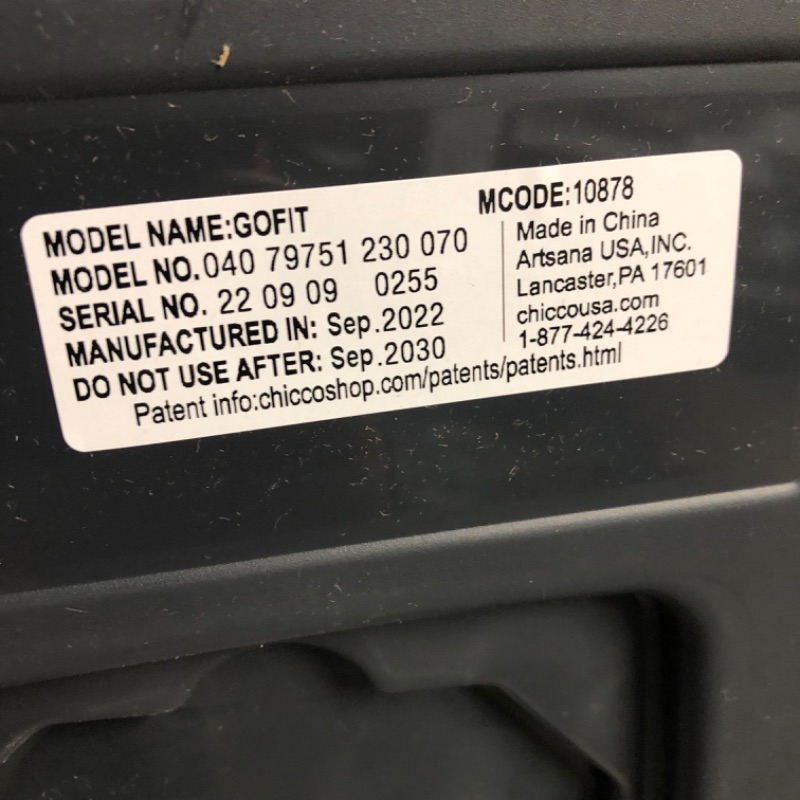 MODEL NAME:GOFIT
MODEL NO.040 79751 230 070
SERIAL NO. 22 09 09 0255
MANUFACTURED IN: Sep.2022
DO NOT USE AFTER: Sep.2030
MCODE:10878
Made in China
Artsana USA,INC.
Lancaster,PA 17601
chiccousa.com
1-877-424-4226
Patent info:chiccoshop.com/patents/patents.html